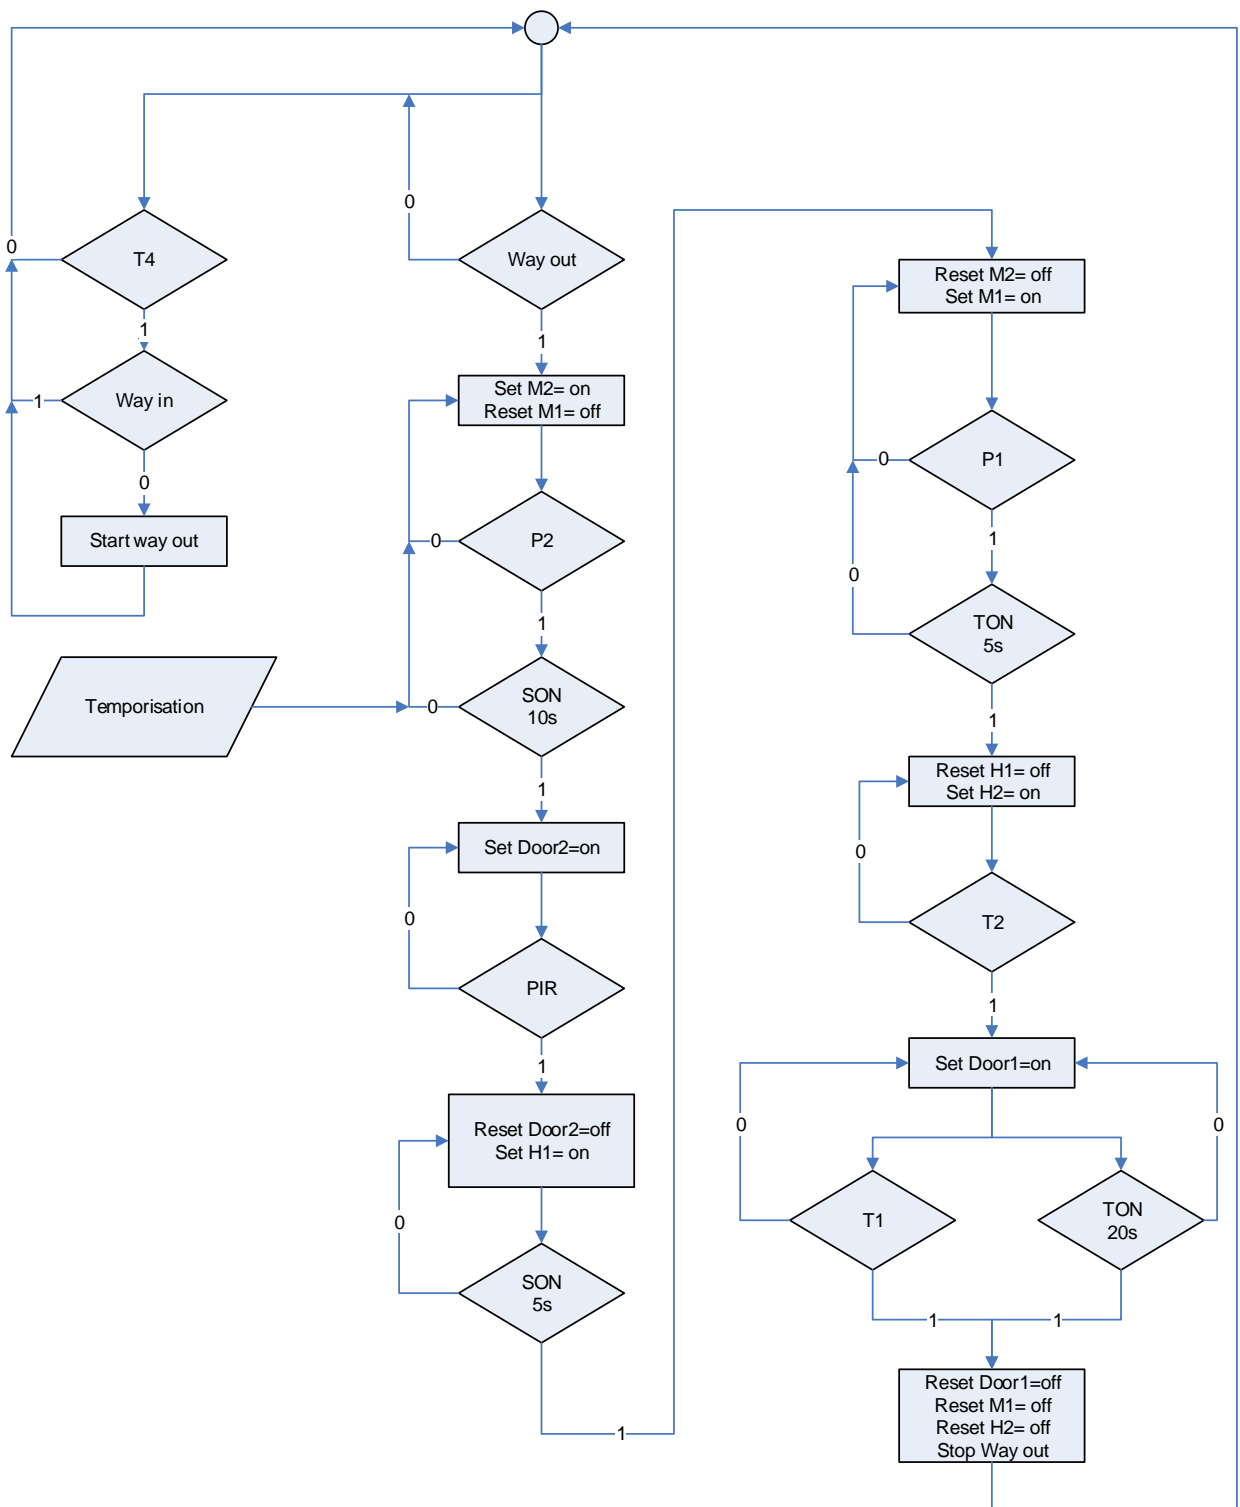 0
T4
1
Way in
1
0
Start way out
Temporisation
0
Way out
1
Set M2= on
Reset M1= off
P2
0
1
SON
10s
0
1
Set Door2=on
0
PIR
1
Reset Door2=off
Set H1= on
0
SON
5s
1
Reset M2= off
Set M1= on
P1
0
1
0
TON
5s
1
Reset H1= off
Set H2= on
0
T2
1
Set Door1=on
0
0
T1
TON
20s
1
1
Reset Door1=off
Reset M1= off
Reset H2= off
Stop Way out